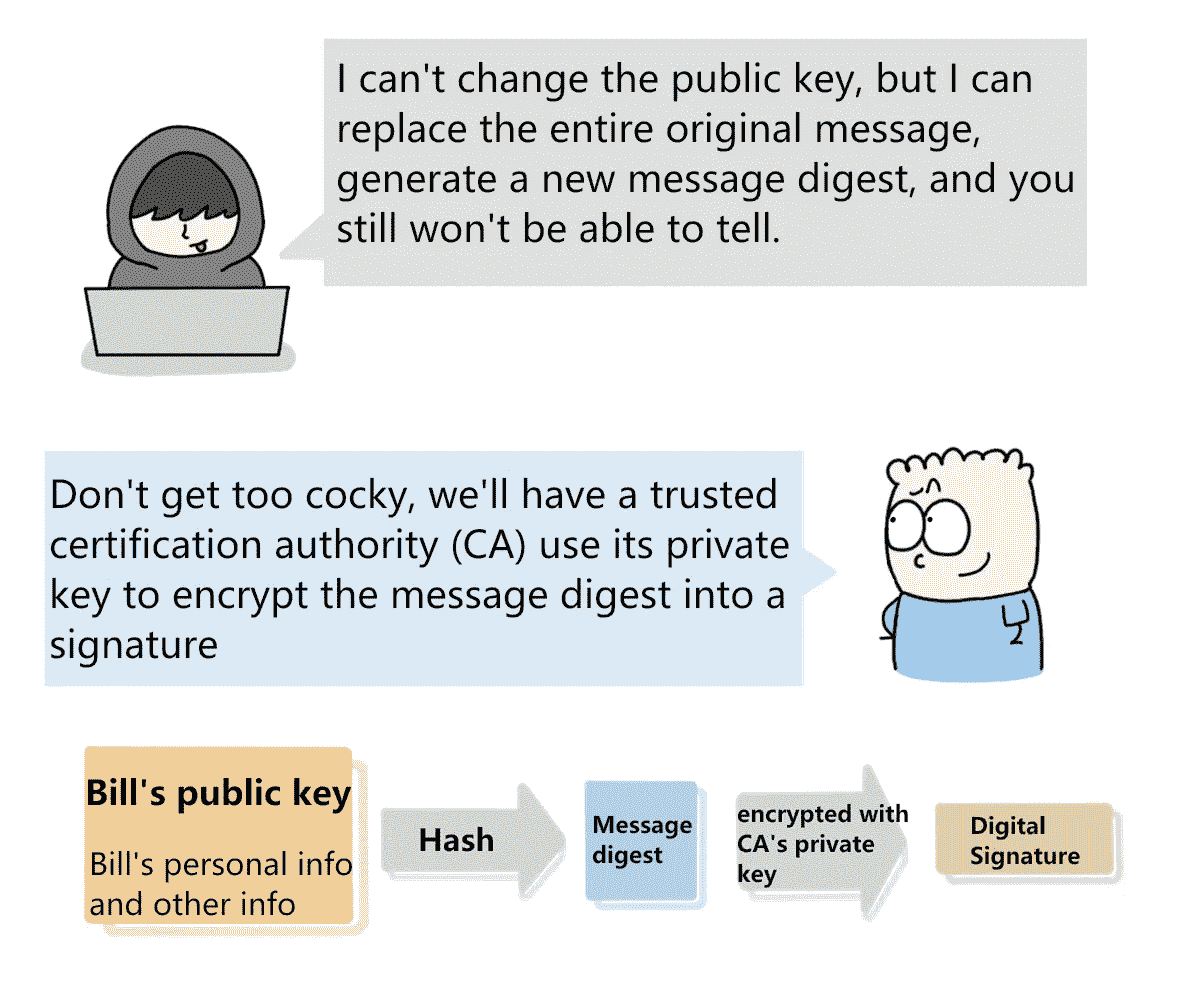 I can't change the public key, but I can
replace the entire original message,
generate a new message digest, and you
still won't be able to tell.
Don't get too cocky, we'll have a trusted
certification authority (CA) use its private
key to encrypt the message digest into a
signature
Bill's public key
Bill's personal info
and other info
Hash
Message
digest
encrypted with
CA's private
key
Digital
Signature